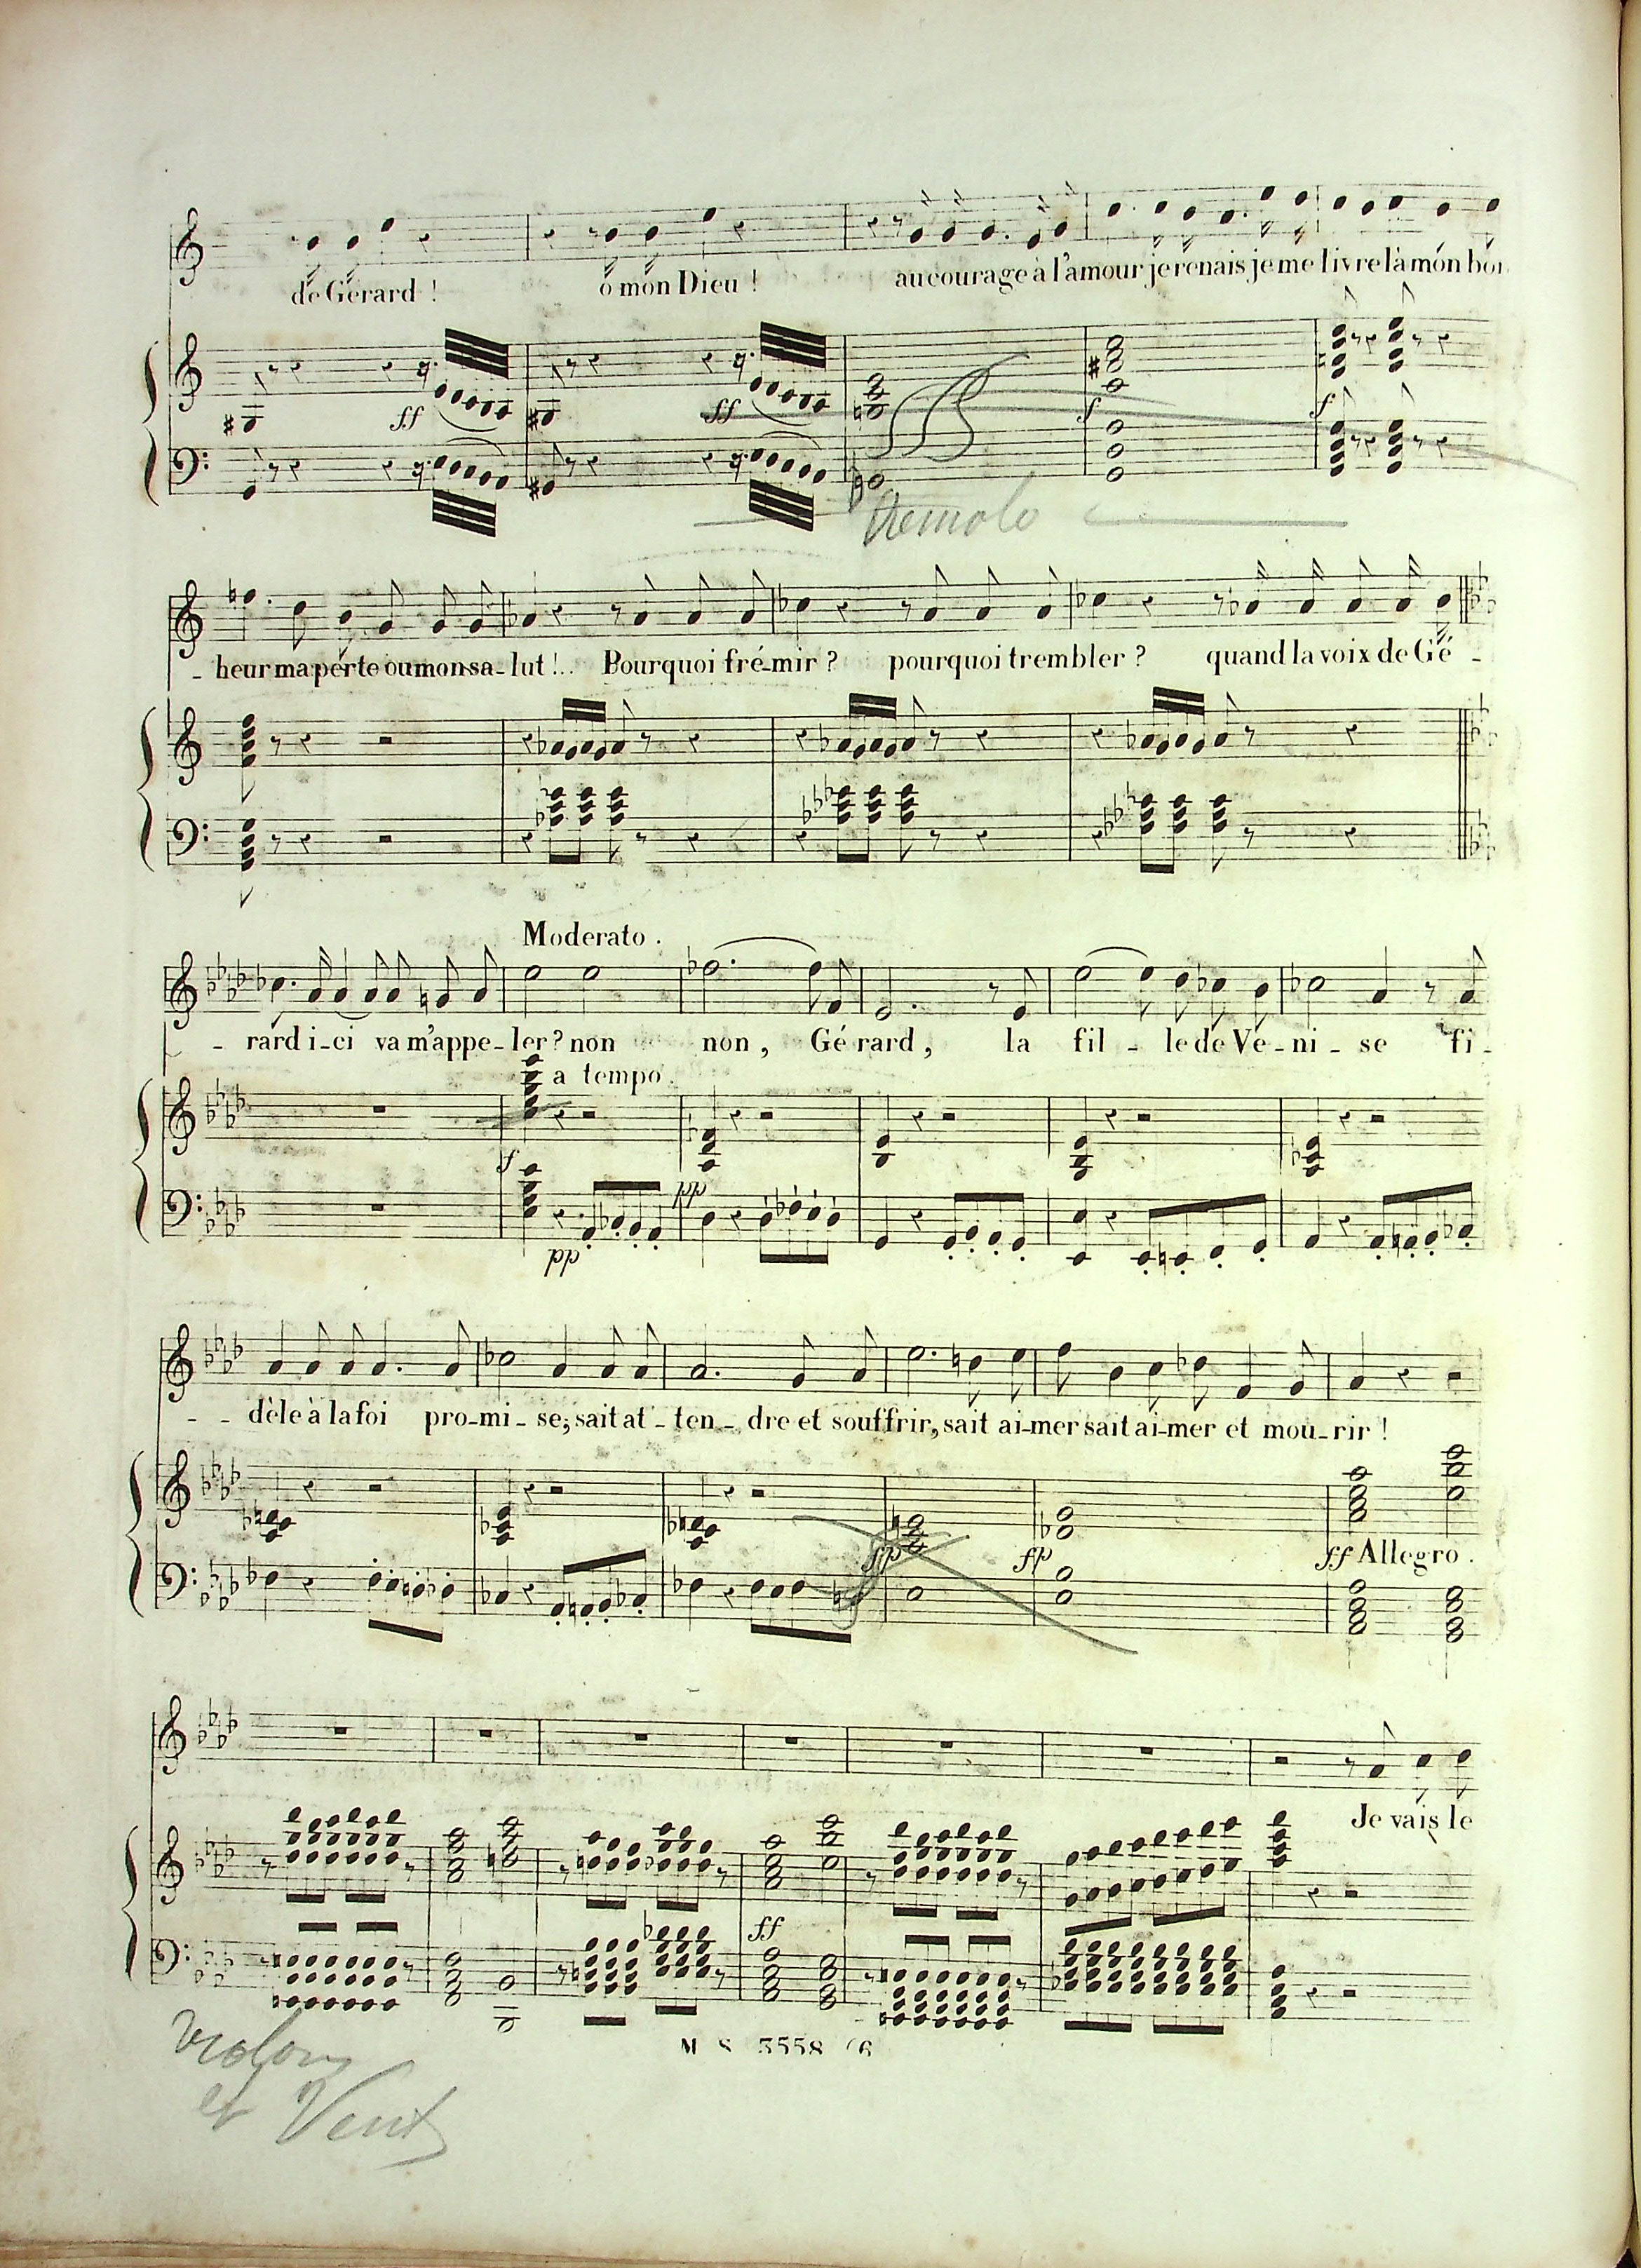 de Gérard ! o mon Dieu ! au courage à l'amour je renais je me livre là mon bon
ff ff f f
tremolo
- heur ma perte ou mon sa - lut !.. Pourquoi fré - mir ? pourquoi trembler ? quand la voix de Gé -
Moderato .
- rard i - ci va m'appe - ler ? non non , Gé rard , la fil - le de Ve - ni - se fi -
a tempo .
f pp
pp
- - dèle à la foi pro - mi - se, sait at - ten - dre et souffrir, sait ai - mer sait ai - mer et mou - rir !
fp fp ff Allegro .
Je vais le
ff
M S 3558 (6
violons
et Vent